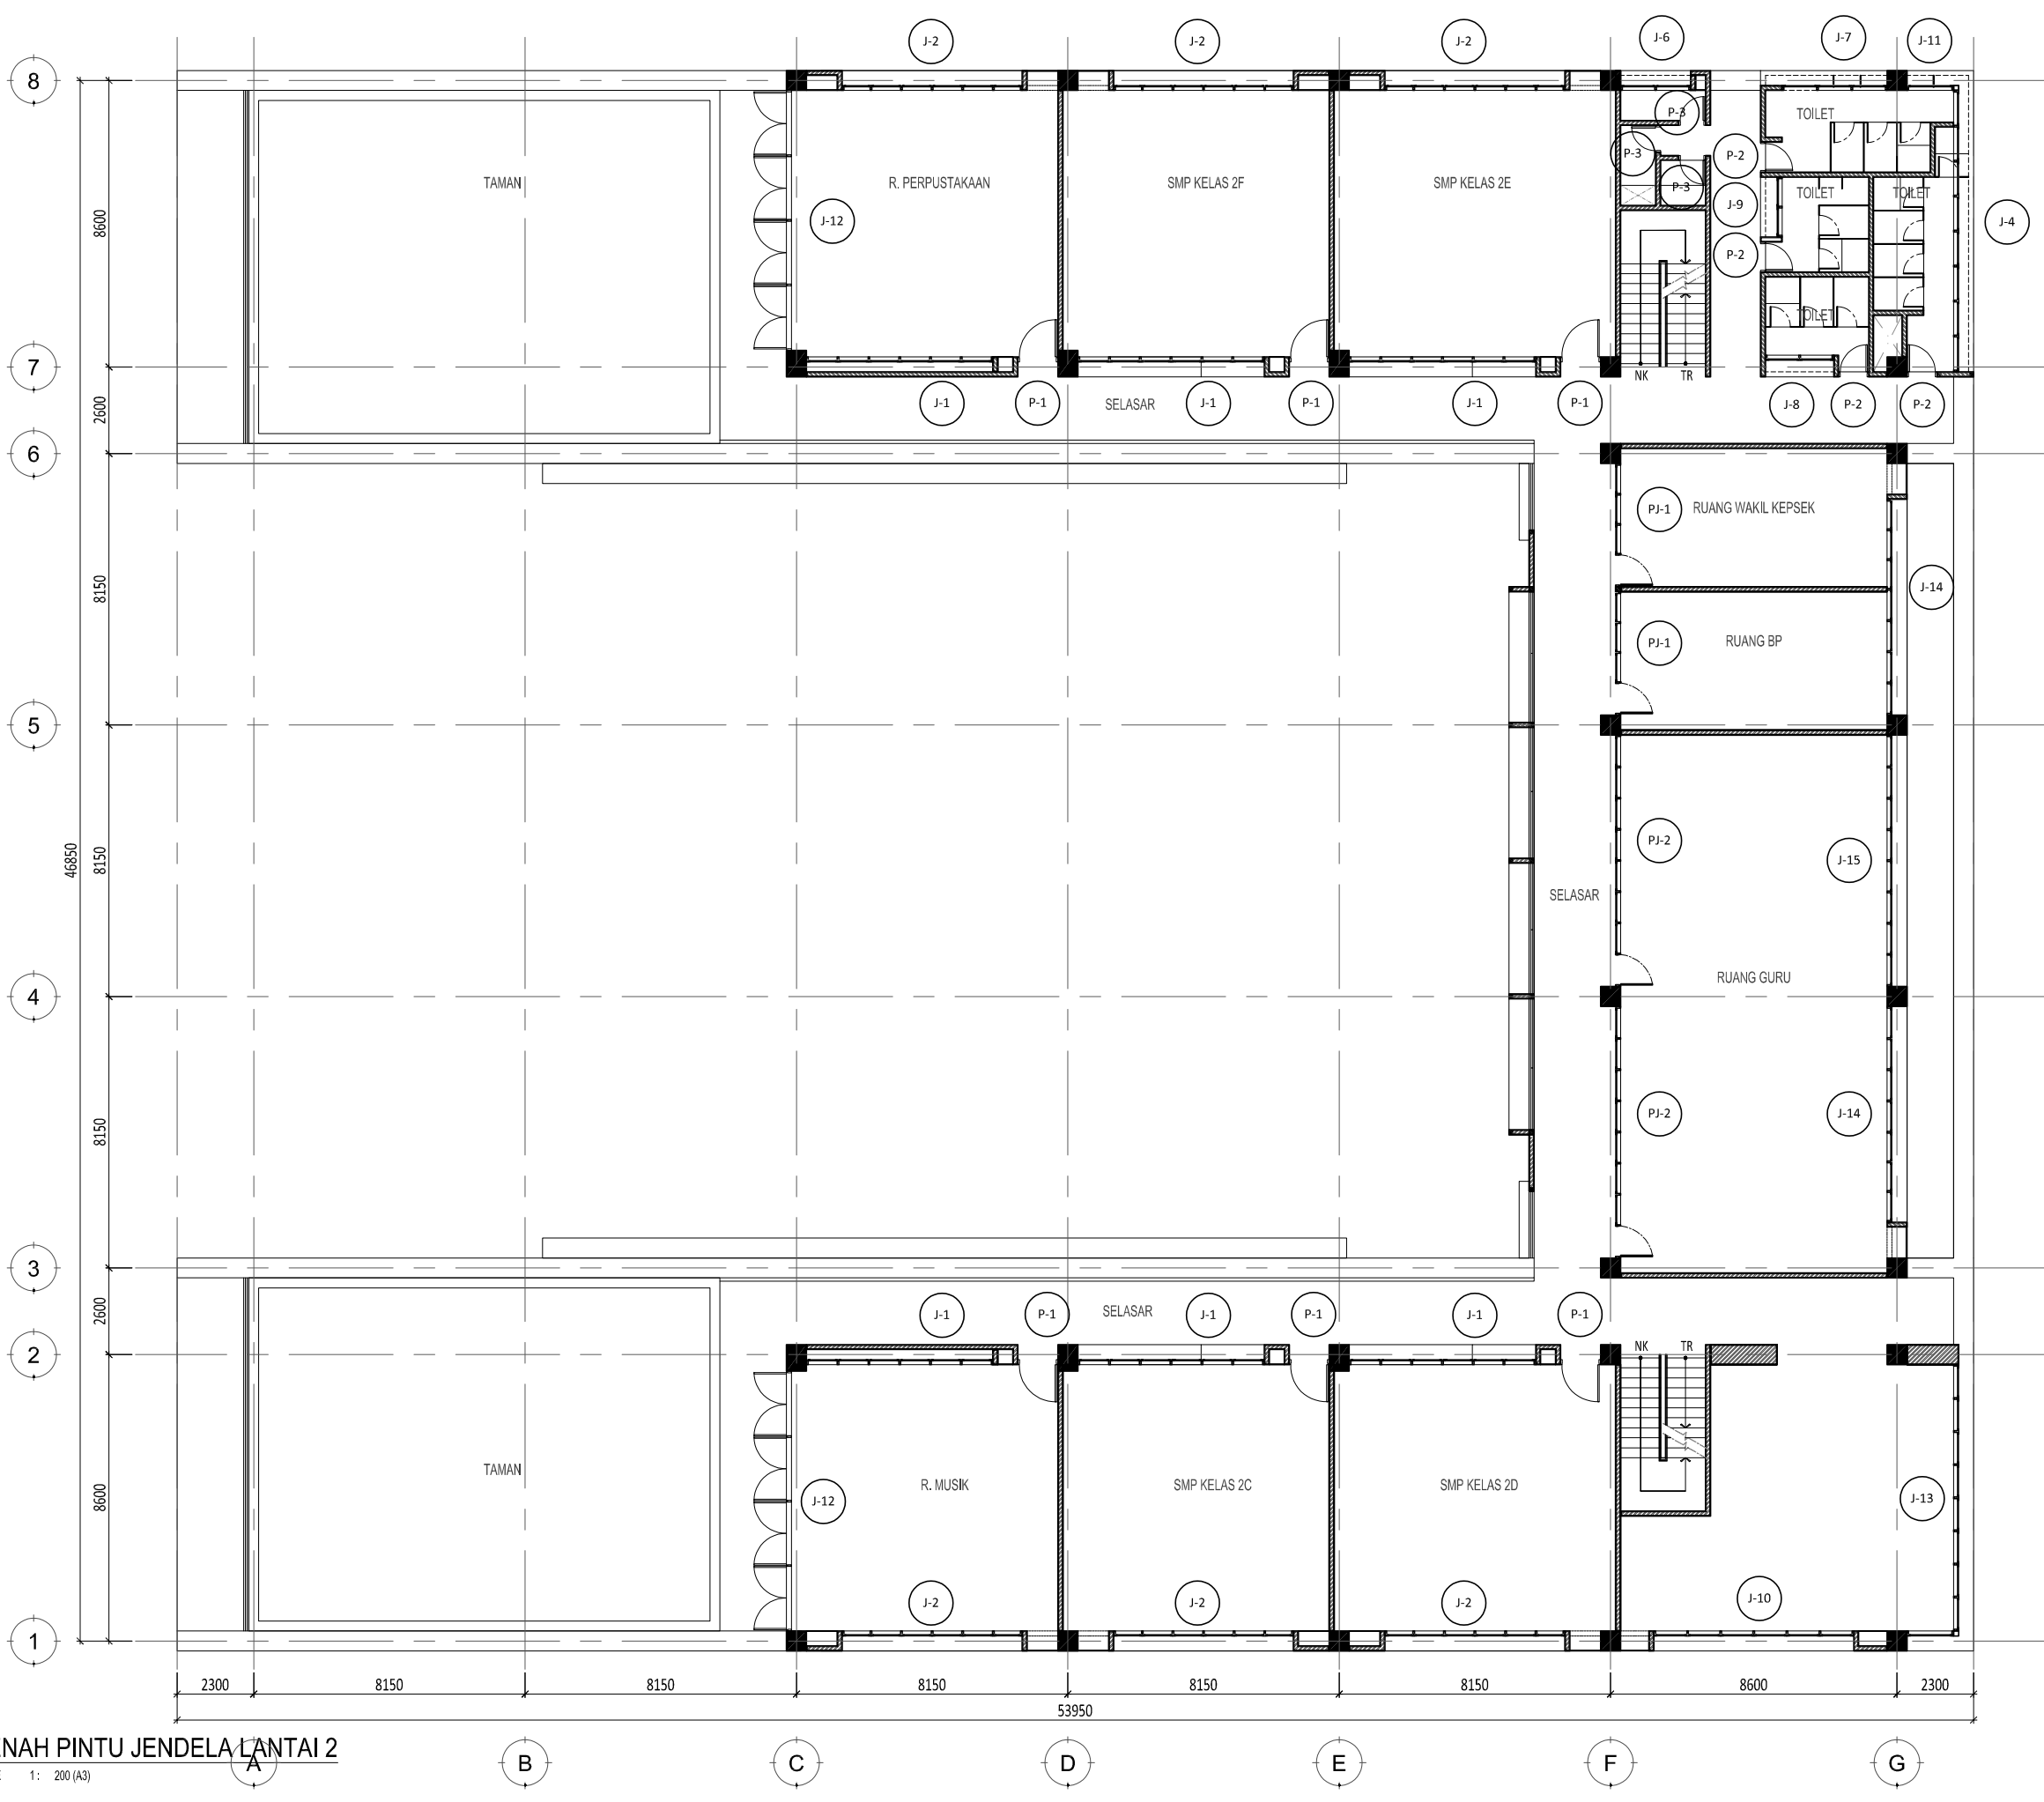 J-2
J-2
J-2
J-6
J-7
J-11
8
TAMAN
R. PERPUSTAKAAN
SMP KELAS 2F
SMP KELAS 2E
P-3
P-3
P-3
TOILET
P-2
TOILET
TOILET
J-9
J-12
J-4
8600
P-2
TOILET
7
NK
TR
J-1
P-1
SELASAR
J-1
P-1
J-1
P-1
J-8
P-2
P-2
2600
6
PJ-1
RUANG WAKIL KEPSEK
8150
J-14
PJ-1
RUANG BP
5
PJ-2
J-15
46850
8150
SELASAR
RUANG GURU
4
PJ-2
J-14
8150
3
2600
J-1
P-1
SELASAR
J-1
P-1
J-1
P-1
2
NK
TR
TAMAN
R. MUSIK
SMP KELAS 2C
SMP KELAS 2D
8600
J-12
J-13
J-2
J-2
J-2
J-10
1
2300
8150
8150
8150
8150
8150
8600
2300
53950
NAH PINTU JENDELA LANTAI 2
1 : 200 (A3)
A
B
C
D
E
F
G